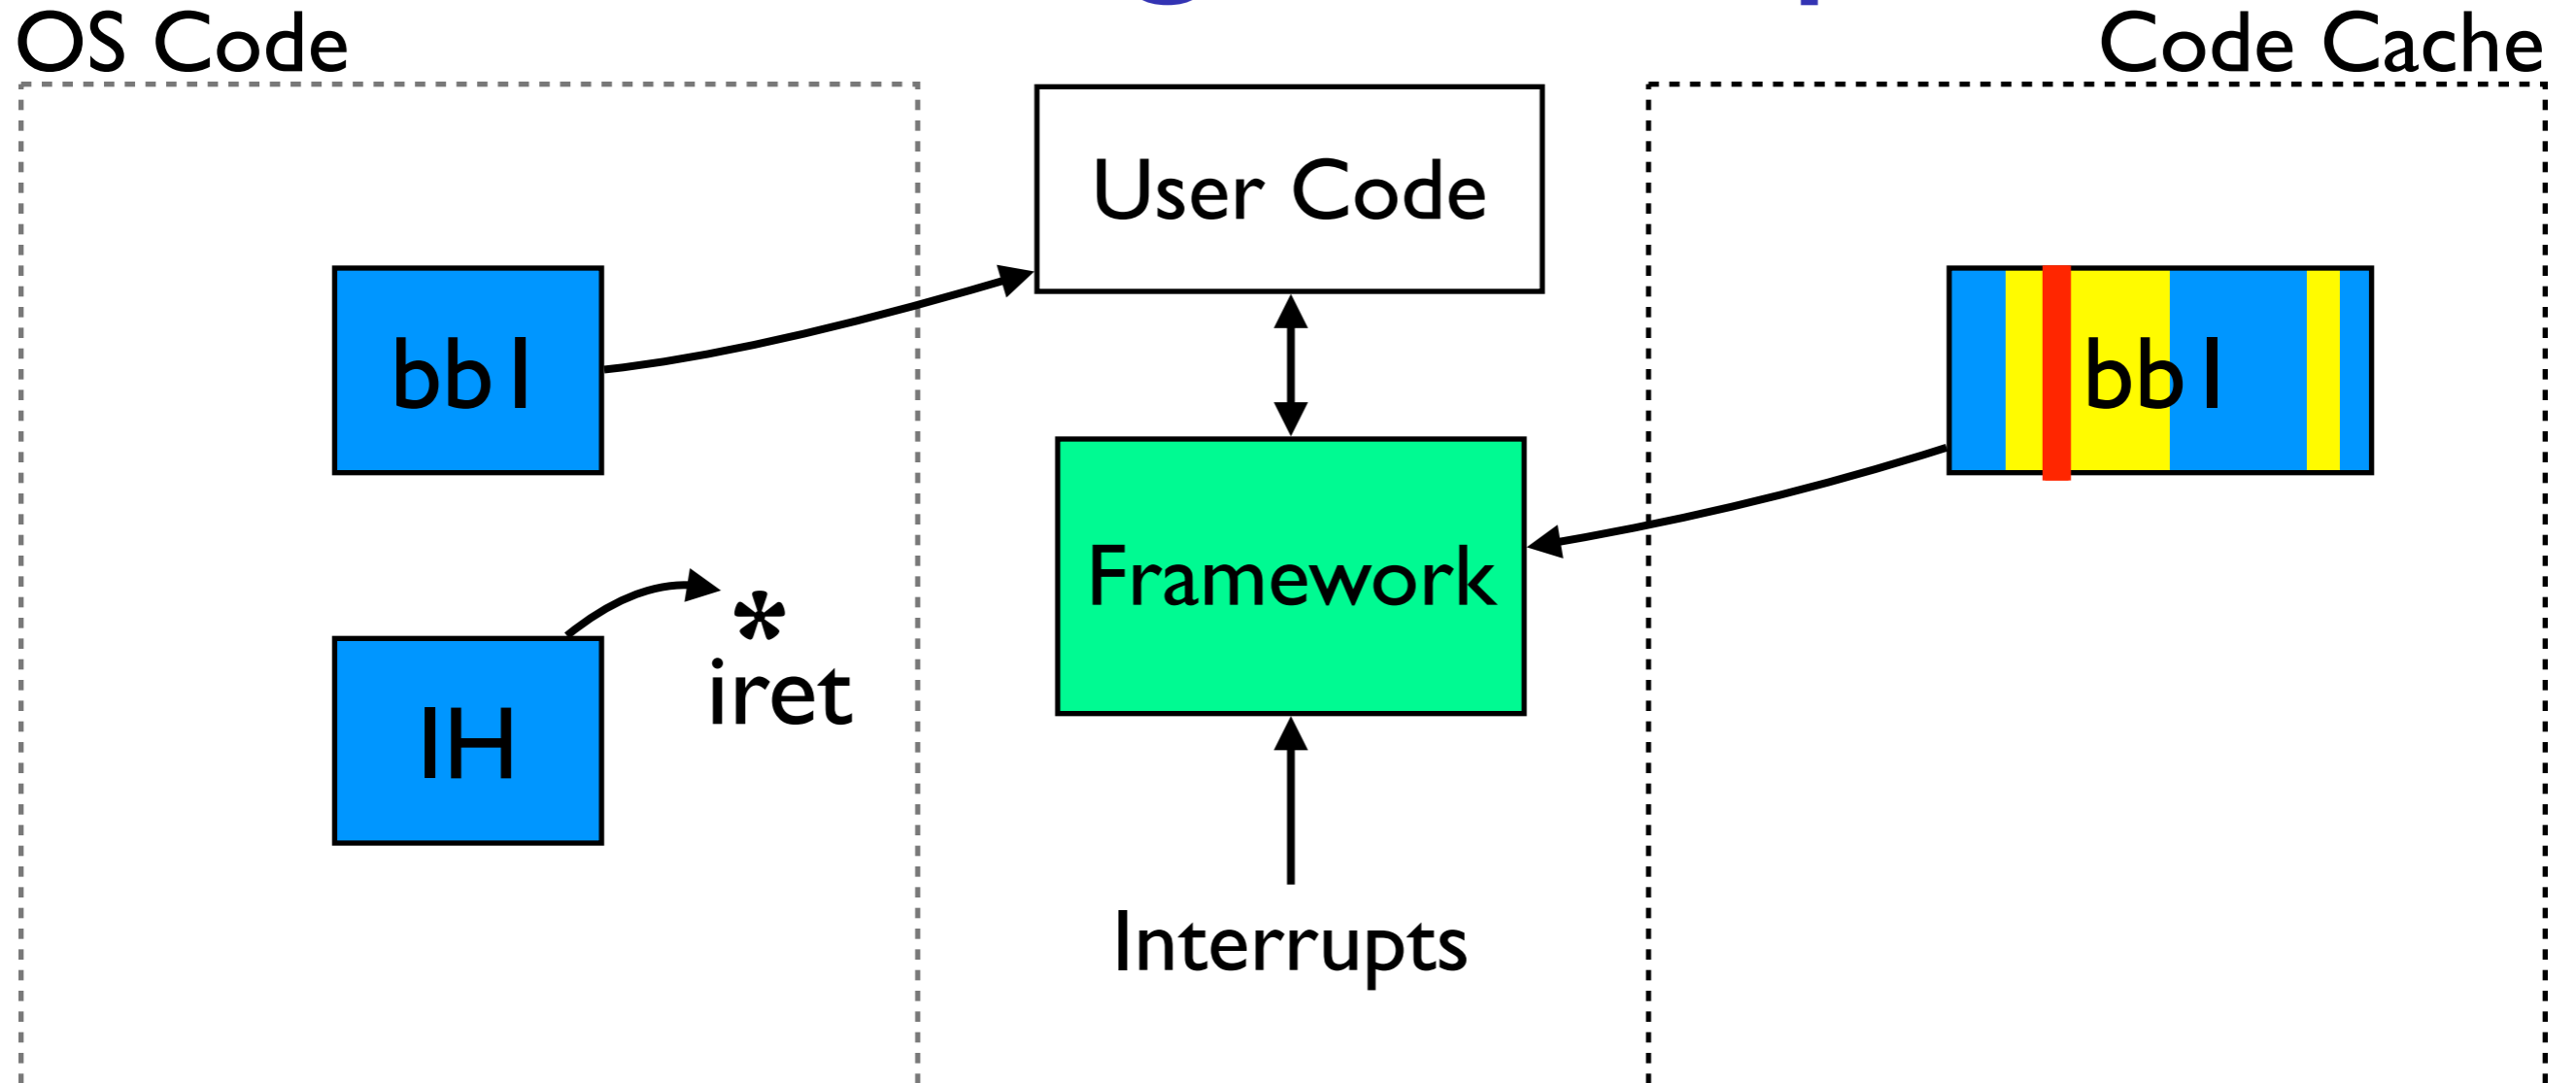 OS Code
Code Cache
User Code
bb1
bb1
Framework
*
iret
IH
Interrupts